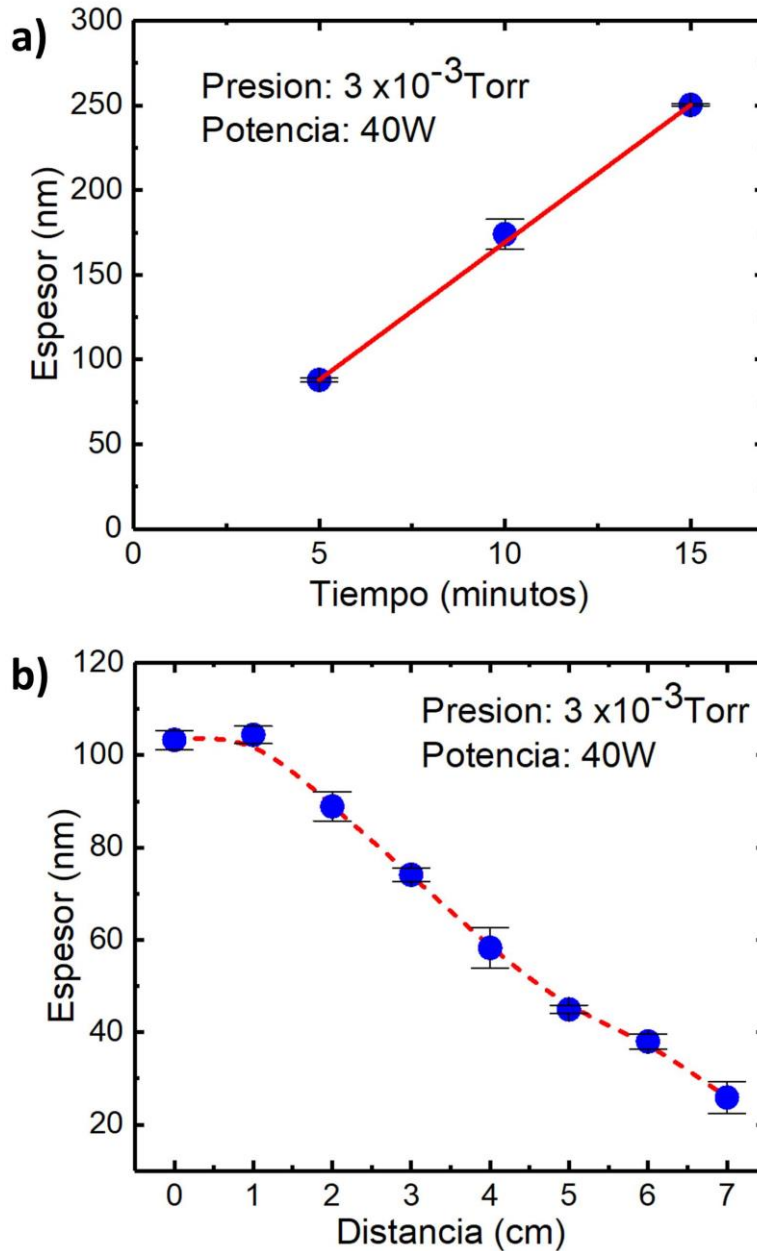 a)
300
250
200
150
100
50
0
Espesor (nm)
Presion: 3 x10⁻³Torr
Potencia: 40W
0 5 10 15
Tiempo (minutos)
b)
120
100
80
60
40
20
Espesor (nm)
Presion: 3 x10⁻³Torr
Potencia: 40W
0 1 2 3 4 5 6 7
Distancia (cm)